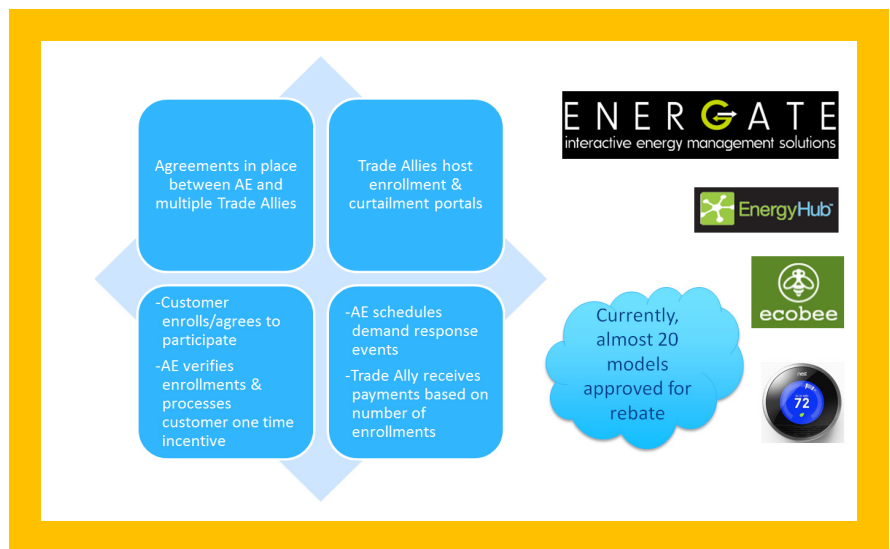 Agreements in place
between AE and
multiple Trade Allies
Trade Allies host
enrollment &
curtailment portals
-Customer
enrolls/agrees to
participate
-AE verifies
enrollments &
processes
customer one time
incentive
-AE schedules
demand response
events
-Trade Ally receives
payments based on
number of
enrollments
Currently,
almost 20
models
approved for
rebate
ENERGATE
interactive energy management solutions
EnergyHub™
ecobee
nest
72